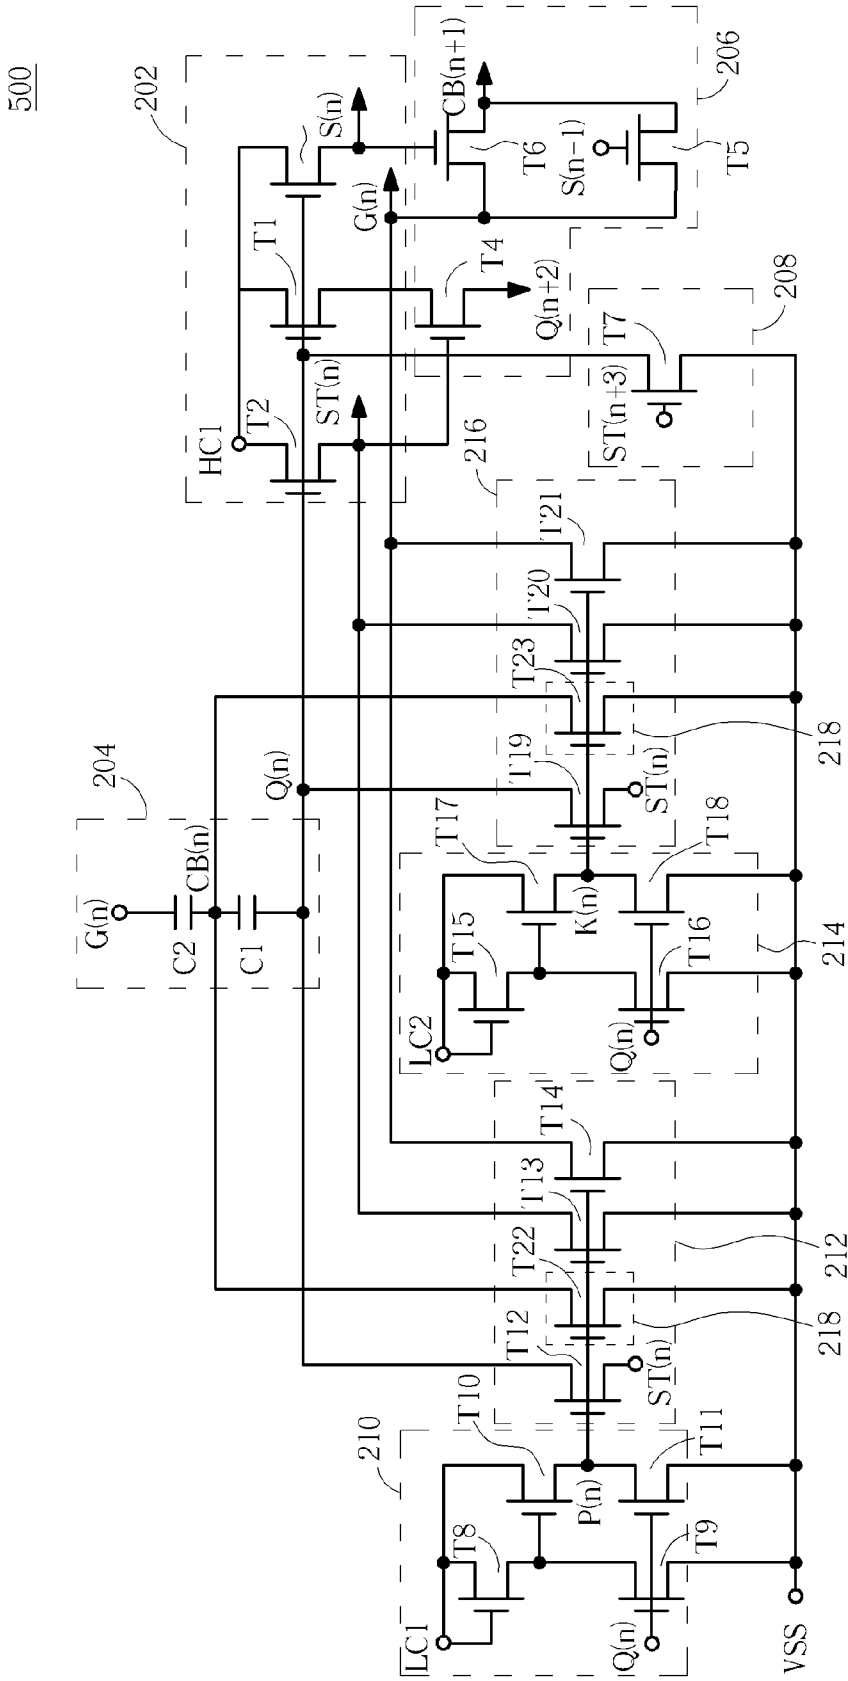 500
202
HC1
T2
T1
S(n)
ST(n)
G(n)
206
CB(n+1)
T6
S(n-1)
T5
T4
Q(n+2)
208
T7
ST(n+3)
204
G(n)
C2
CB(n)
C1
Q(n)
216
T19
T23
T20
T21
ST(n)
218
214
LC2
T15
T17
K(n)
T16
T18
Q(n)
212
T12
T22
T13
T14
ST(n)
218
210
LC1
T8
T10
P(n)
T9
T11
Q(n)
VSS